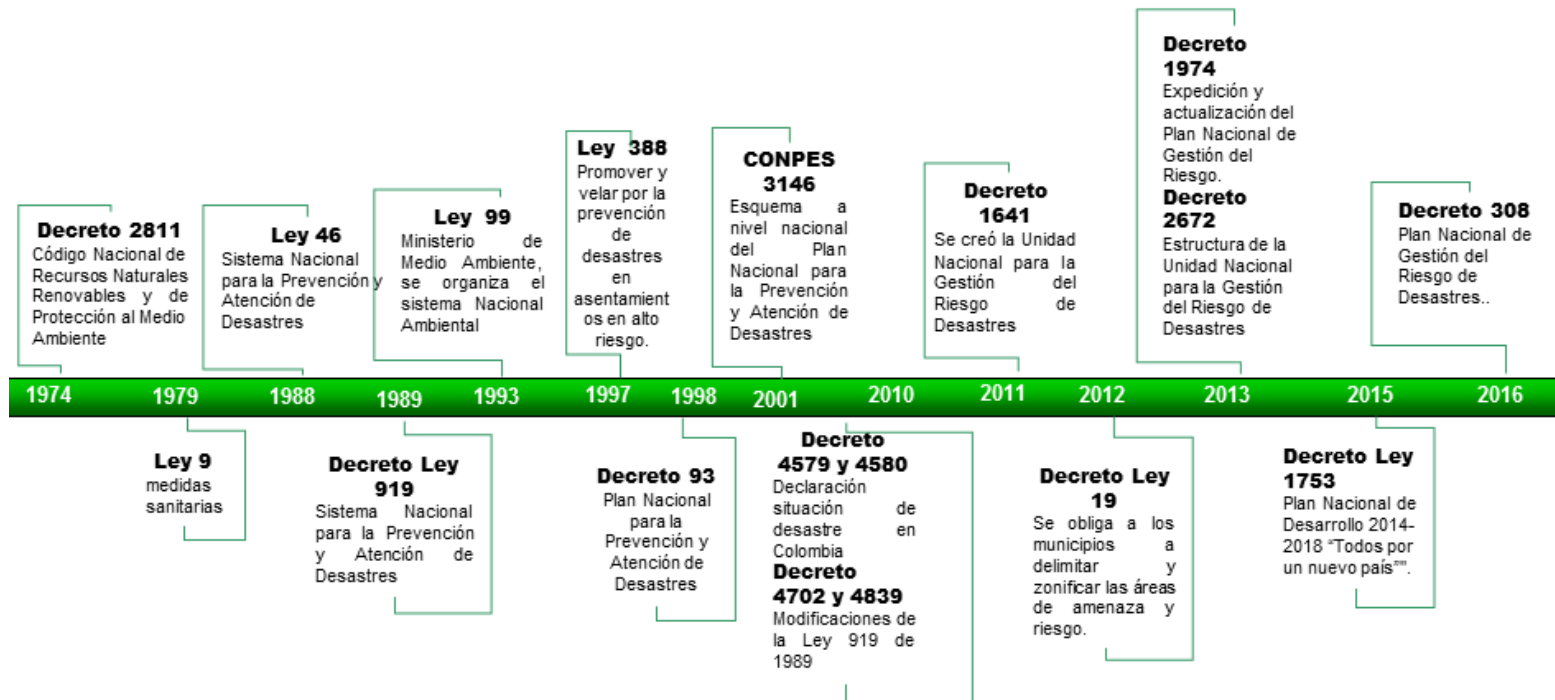 Decreto 2811
Código Nacional de
Recursos Naturales
Renovables y de
Protección al Medio
Ambiente
Ley 46
Sistema Nacional
para la Prevención y
Atención de
Desastres
Ley 99
Ministerio de
Medio Ambiente,
se organiza el
sistema Nacional
Ambiental
Ley 388
Promover y
velar por la
prevención
de
desastres
en
asentamient
os en alto
riesgo.
CONPES
3146
Esquema a
nivel nacional
del Plan
Nacional para
la Prevención
y Atención de
Desastres
Decreto
1641
Se creó la Unidad
Nacional para la
Gestión del
Riesgo de
Desastres
Decreto
1974
Expedición y
actualización del
Plan Nacional de
Gestión del
Riesgo.
Decreto
2672
Estructura de la
Unidad Nacional
para la Gestión
del Riesgo de
Desastres
Decreto 308
Plan Nacional de
Gestión del
Riesgo de
Desastres..
1974 1979 1988 1989 1993 1997 1998 2001 2010 2011 2012 2013 2015 2016
Ley 9
medidas
sanitarias
Decreto Ley
919
Sistema Nacional
para la Prevención
y Atención de
Desastres
Decreto 93
Plan Nacional
para la
Prevención y
Atención de
Desastres
Decreto
4579 y 4580
Declaración
situación de
desastre en
Colombia
Decreto
4702 y 4839
Modificaciones de
la Ley 919 de
1989
Decreto Ley
19
Se obliga a los
municipios a
delimitar y
zonificar las áreas
de amenaza y
riesgo.
Decreto Ley
1753
Plan Nacional de
Desarrollo 2014-
2018 “Todos por
un nuevo país””.